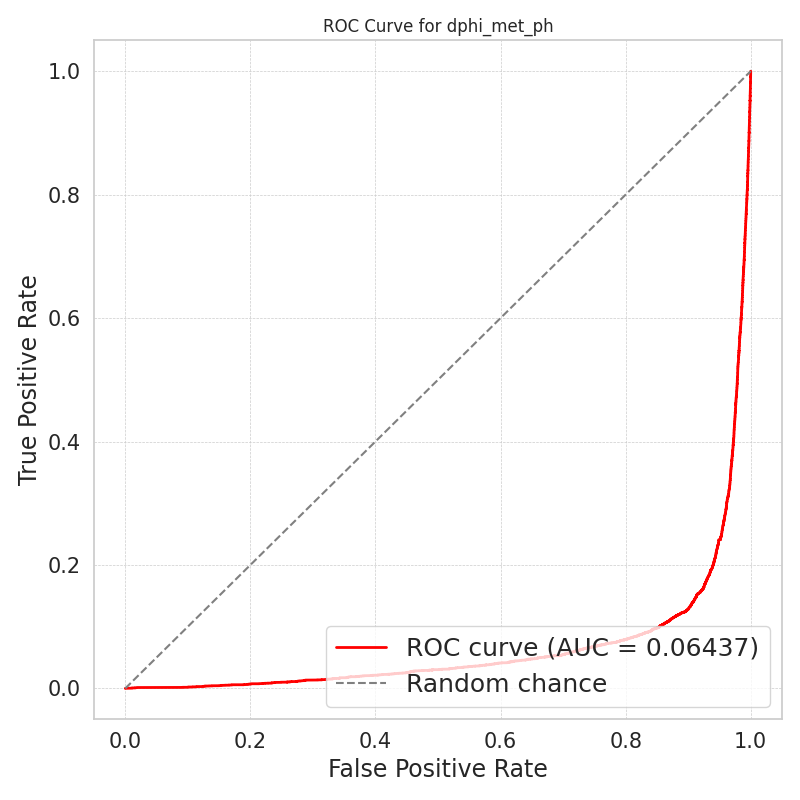 ROC Curve for dphi_met_ph
True Positive Rate
1.0
0.8
0.6
0.4
0.2
0.0
ROC curve (AUC = 0.06437)
Random chance
0.0 0.2 0.4 0.6 0.8 1.0
False Positive Rate